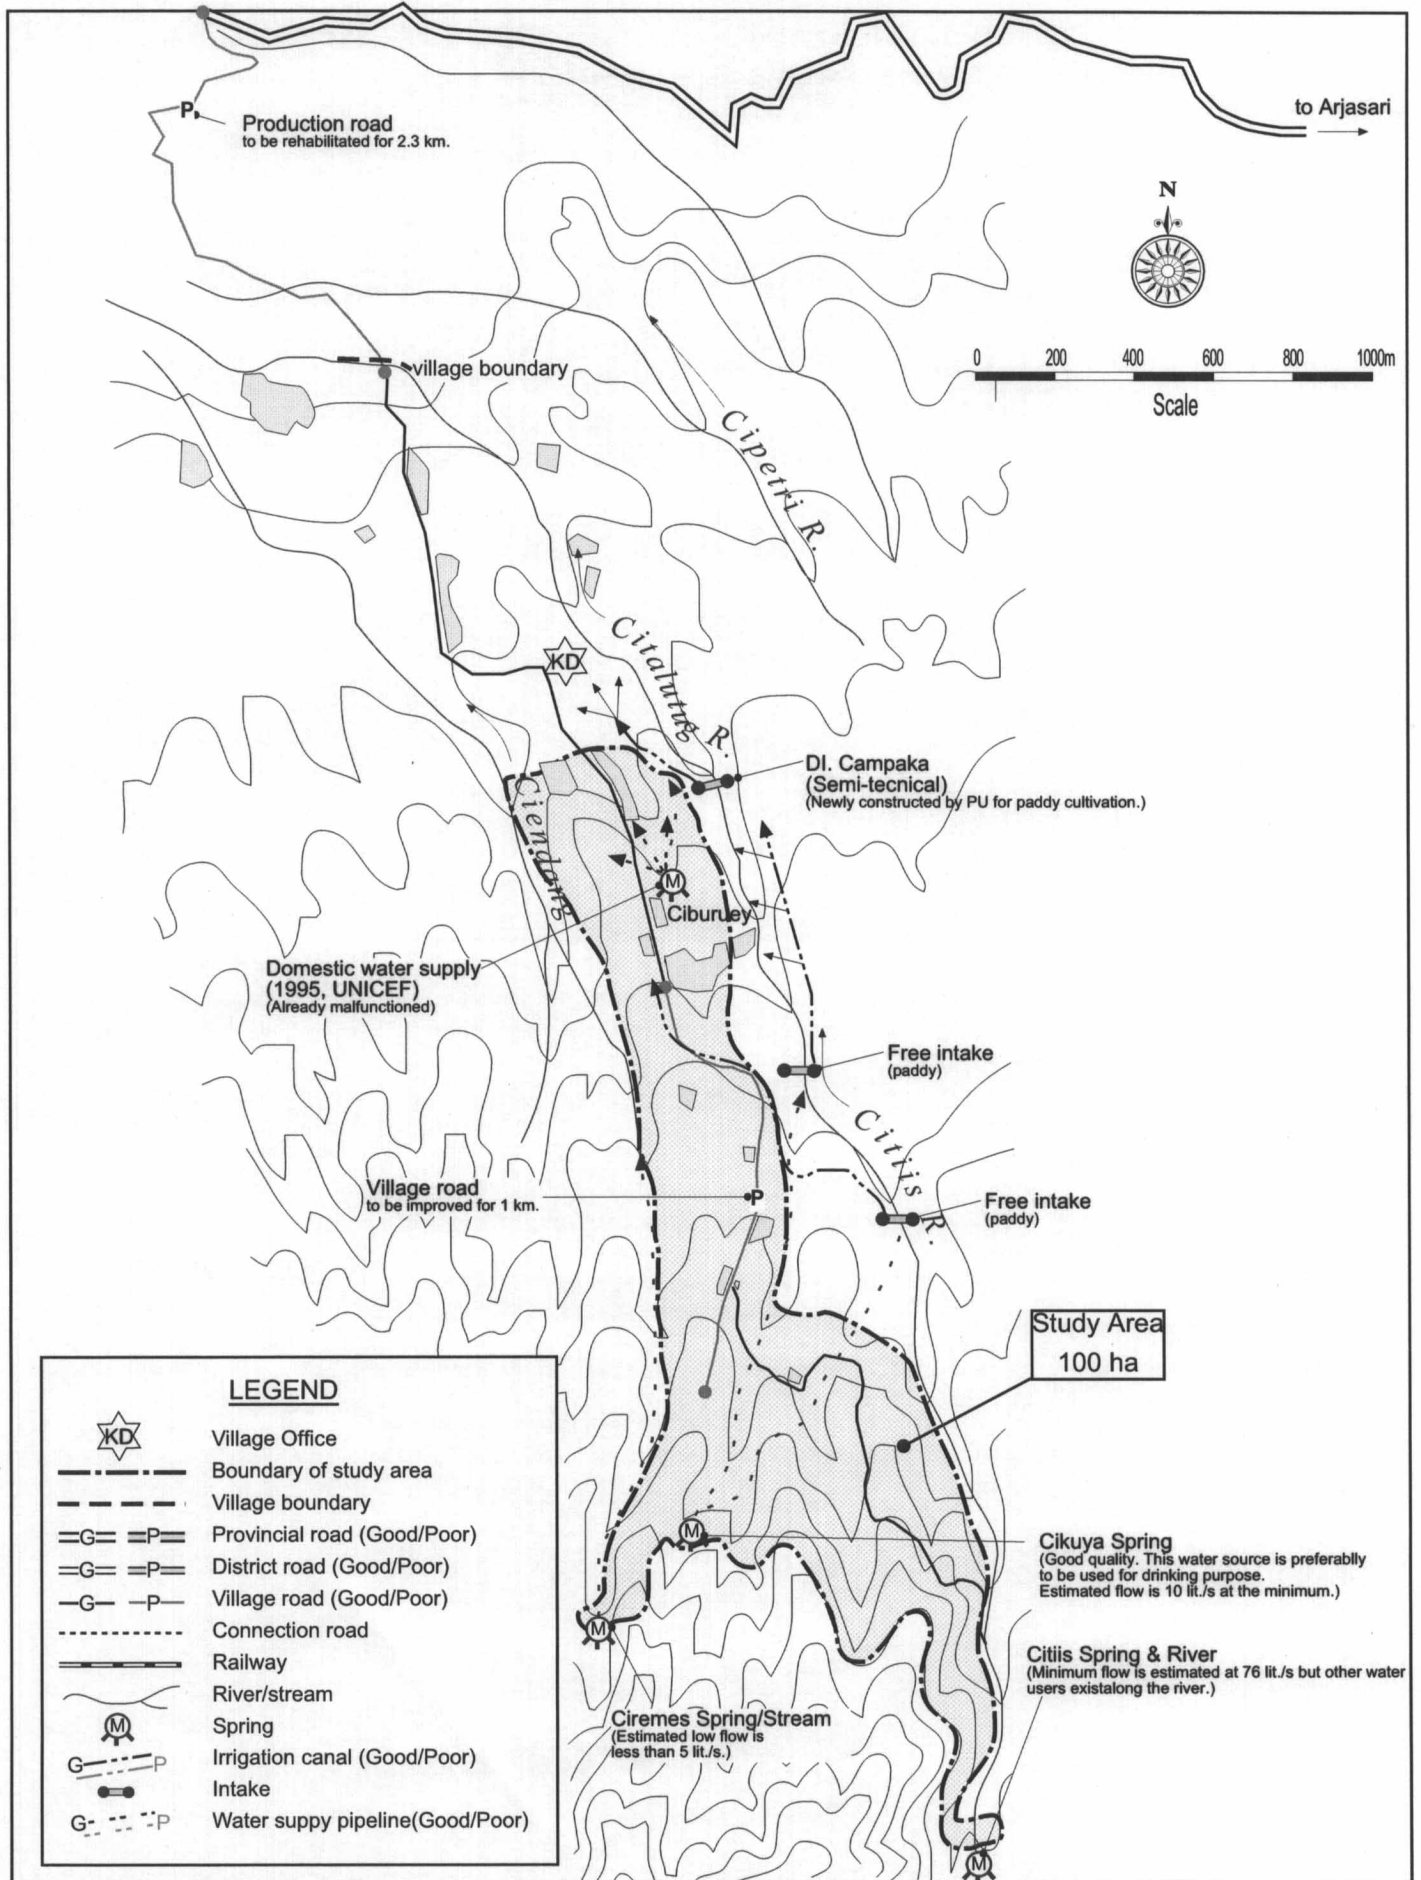 to Arjasari
P
Production road
to be rehabilitated for 2.3 km.
N
0 200 400 600 800 1000m
Scale
village boundary
Cipetri R.
Citalutug R.
KD
DI. Campaka
(Semi-tecnical)
(Newly constructed by PU for paddy cultivation.)
Ciendang
M
Ciburuey
Domestic water supply
(1995, UNICEF)
(Already malfunctioned)
Free intake
(paddy)
Citiis R.
Village road
to be improved for 1 km.
P
Free intake
(paddy)
Study Area
100 ha
M
Cikuya Spring
(Good quality. This water source is preferablly
to be used for drinking purpose.
Estimated flow is 10 lit./s at the minimum.)
M
Citiis Spring & River
(Minimum flow is estimated at 76 lit./s but other water
users existalong the river.)
Ciremes Spring/Stream
(Estimated low flow is
less than 5 lit./s.)
M
LEGEND
KD Village Office
Boundary of study area
Village boundary
G P Provincial road (Good/Poor)
G P District road (Good/Poor)
G P Village road (Good/Poor)
Connection road
Railway
River/stream
M Spring
G P Irrigation canal (Good/Poor)
Intake
G P Water suppy pipeline(Good/Poor)